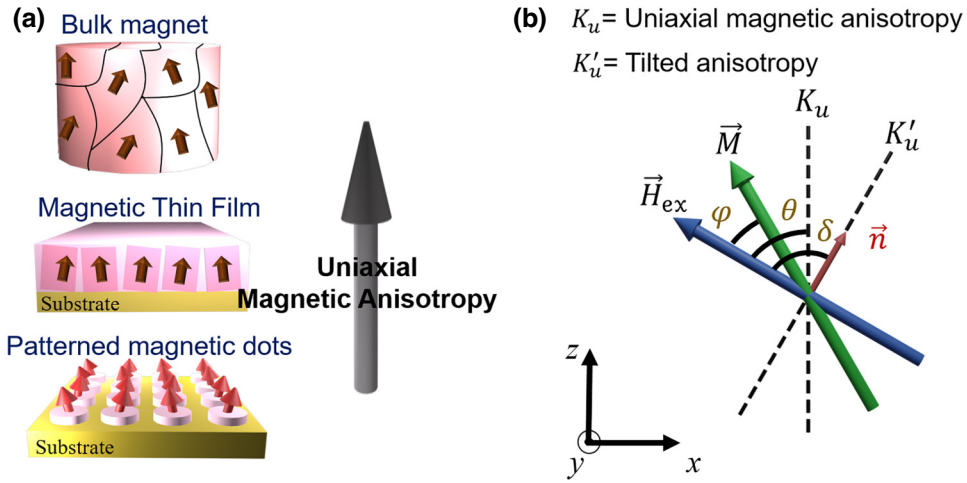 (a)
Bulk magnet
Magnetic Thin Film
Substrate
Patterned magnetic dots
Substrate
Uniaxial
Magnetic Anisotropy
(b)
K_u = Uniaxial magnetic anisotropy
K'_u = Tilted anisotropy
K_u
K'_u
M⃗
H⃗_ex
φ
θ
δ
n⃗
z
y
x